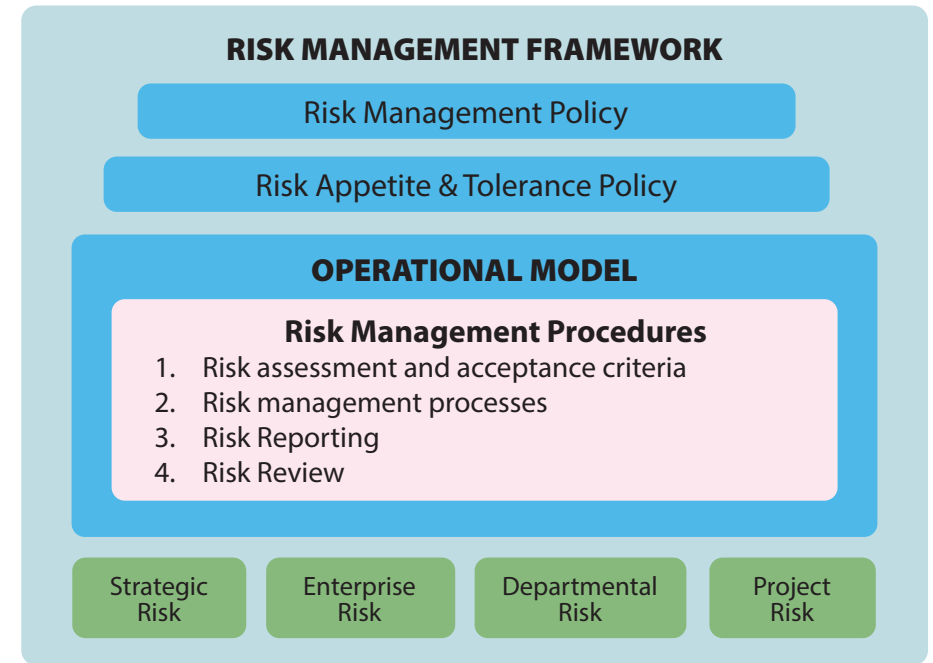 RISK MANAGEMENT FRAMEWORK
Risk Management Policy
Risk Appetite & Tolerance Policy
OPERATIONAL MODEL
Risk Management Procedures
1. Risk assessment and acceptance criteria
2. Risk management processes
3. Risk Reporting
4. Risk Review
Strategic
Risk
Enterprise
Risk
Departmental
Risk
Project
Risk